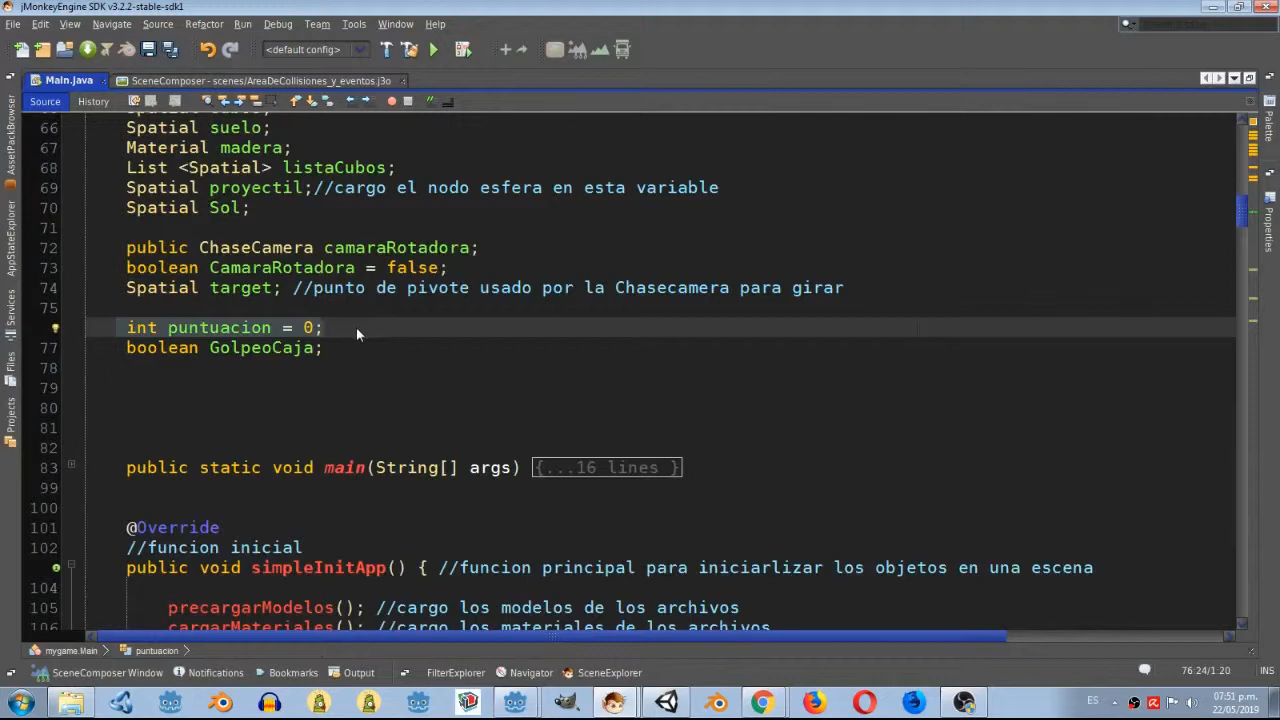 jMonkeyEngine SDK v3.2.2-stable-sdk1
File Edit View Navigate Source Refactor Run Debug Team Tools Window Help
<default config>
Main.java
SceneComposer - scenes/AreaDeCollisiones_y_eventos.j3o
Source History
66 Spatial suelo;
67 Material madera;
68 List <Spatial> listaCubos;
69 Spatial proyectil;//cargo el nodo esfera en esta variable
70 Spatial Sol;
71
72 public ChaseCamera camaraRotadora;
73 boolean CamaraRotadora = false;
74 Spatial target; //punto de pivote usado por la Chasecamera para girar
75
int puntuacion = 0;
77 boolean GolpeoCaja;
78
79
80
81
82
83 public static void main(String[] args) {...16 lines }
99
100
101 @Override
102 //funcion inicial
public void simpleInitApp() { //funcion principal para iniciarlizar los objetos en una escena
104
105 precargarModelos(); //cargo los modelos de los archivos
106 cargarMateriales(); //cargo los materiales de los archivos
AssetPackBrowser
AppStateExplorer
Services
Files
Projects
Palette
Properties
mygame.Main puntuacion
SceneComposer Window Notifications Bookmarks Output FilterExplorer Navigator SceneExplorer
76:24/1:20 INS
ES
07:51 p.m.
22/05/2019